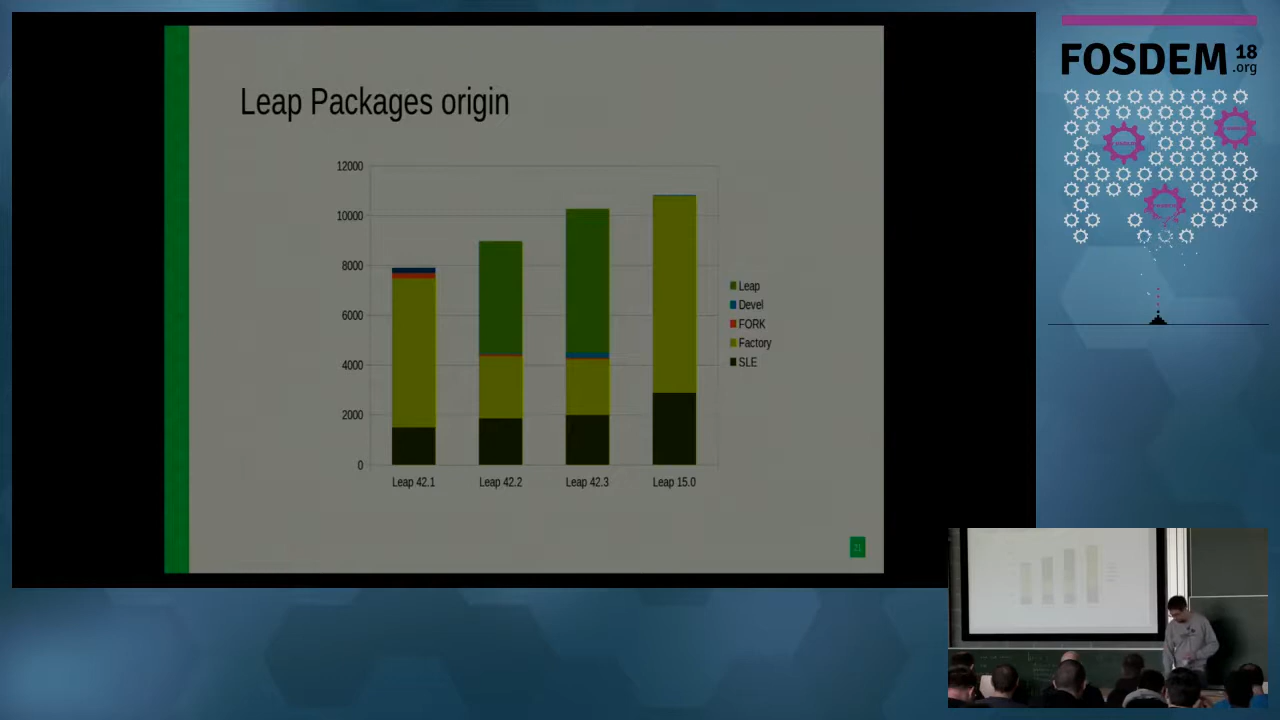 Leap Packages origin
12000
10000
8000
6000
4000
2000
0
Leap 42.1
Leap 42.2
Leap 42.3
Leap 15.0
Leap
Devel
FORK
Factory
SLE
21
FOSDEM 18
.org